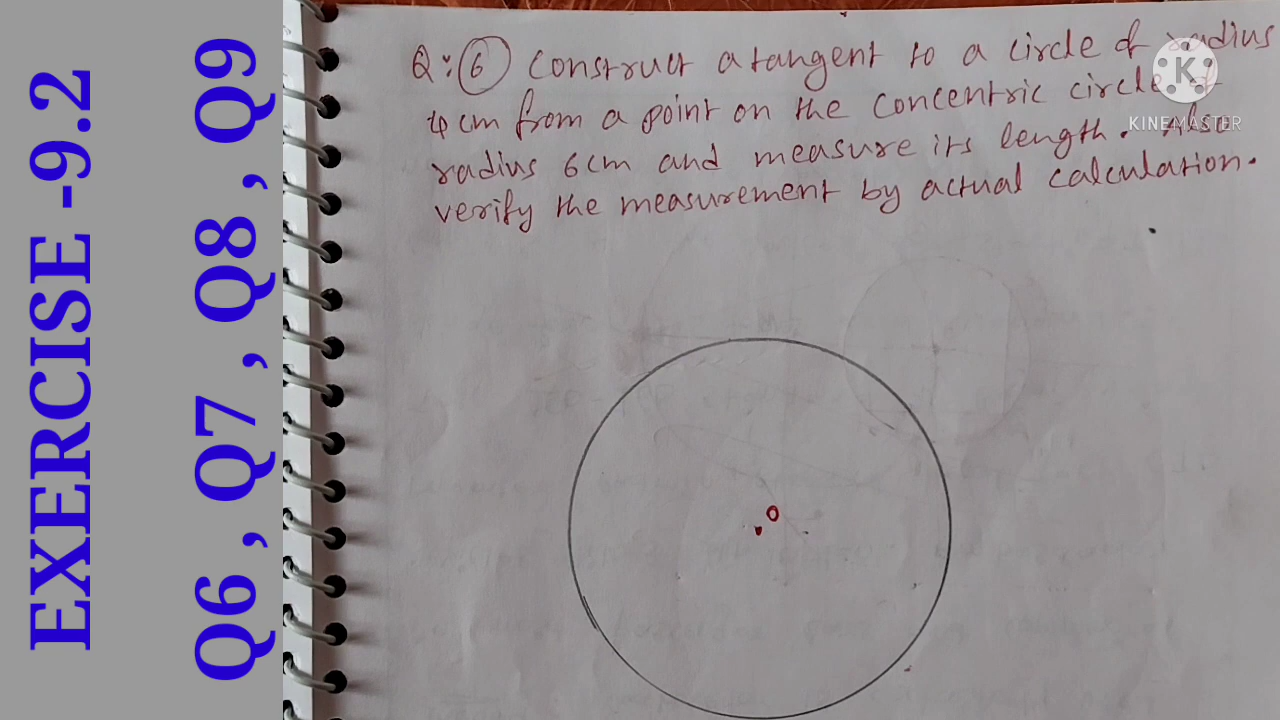 EXERCISE -9.2
Q6 , Q7 , Q8 , Q9
Q: 6 Construct a tangent to a circle of radius
4 cm from a point on the concentric circle of
radius 6 cm and measure its length. Also
verify the measurement by actual calculation.
K
KINEMASTER
O